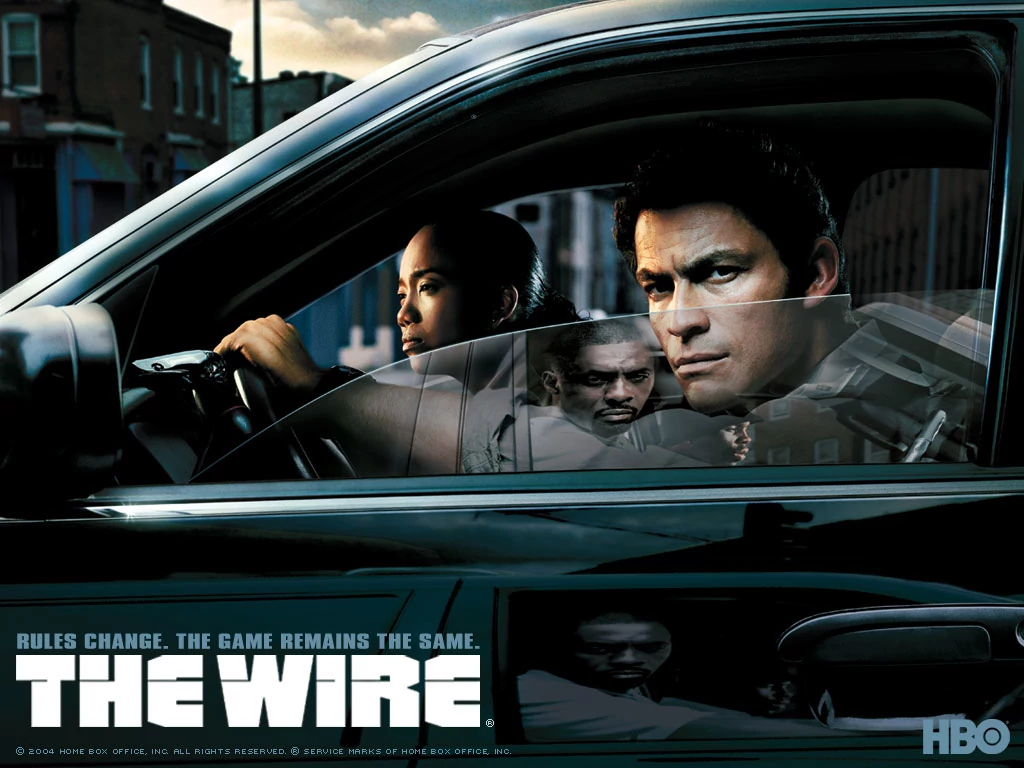 RULES CHANGE. THE GAME REMAINS THE SAME.
THE WIRE®
© 2004 HOME BOX OFFICE, INC. ALL RIGHTS RESERVED. ® SERVICE MARKS OF HOME BOX OFFICE, INC.
HBO